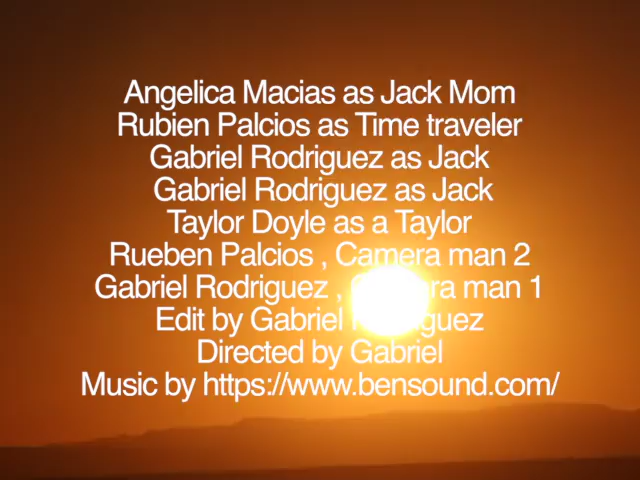 Angelica Macias as Jack Mom
Rubien Palcios as Time traveler
Gabriel Rodriguez as Jack
Gabriel Rodriguez as Jack
Taylor Doyle as a Taylor
Rueben Palcios , Camera man 2
Gabriel Rodriguez , Camera man 1
Edit by Gabriel Rodriguez
Directed by Gabriel
Music by https://www.bensound.com/